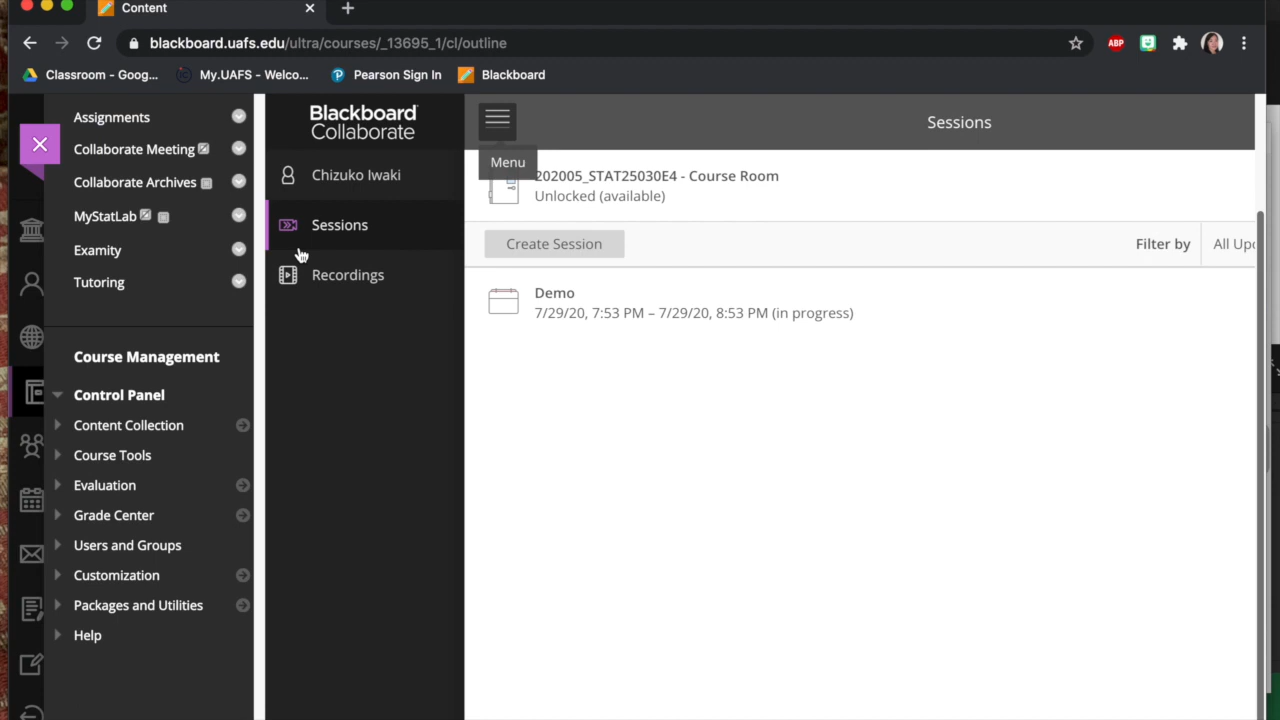 Content
blackboard.uafs.edu/ultra/courses/_13695_1/cl/outline
ABP
Classroom - Goog...
My.UAFS - Welco...
Pearson Sign In
Blackboard
Assignments
Collaborate Meeting
Collaborate Archives
MyStatLab
Examity
Tutoring
Course Management
Control Panel
Content Collection
Course Tools
Evaluation
Grade Center
Users and Groups
Customization
Packages and Utilities
Help
Blackboard
Collaborate
Chizuko Iwaki
Sessions
Recordings
Sessions
Menu
202005_STAT25030E4 - Course Room
Unlocked (available)
Create Session
Filter by
All Upc
Demo
7/29/20, 7:53 PM – 7/29/20, 8:53 PM (in progress)